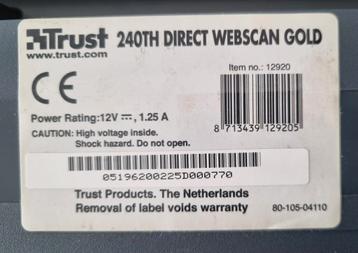 Trust 240TH DIRECT WEBSCAN GOLD
www.trust.com
Item no.: 12920
CE
Power Rating:12V⎓, 1.25 A
CAUTION: High voltage inside.
Shock hazard. Do not open.
8 713439 129205
05196200225D000770
Trust Products. The Netherlands
Removal of label voids warranty 80-105-04110